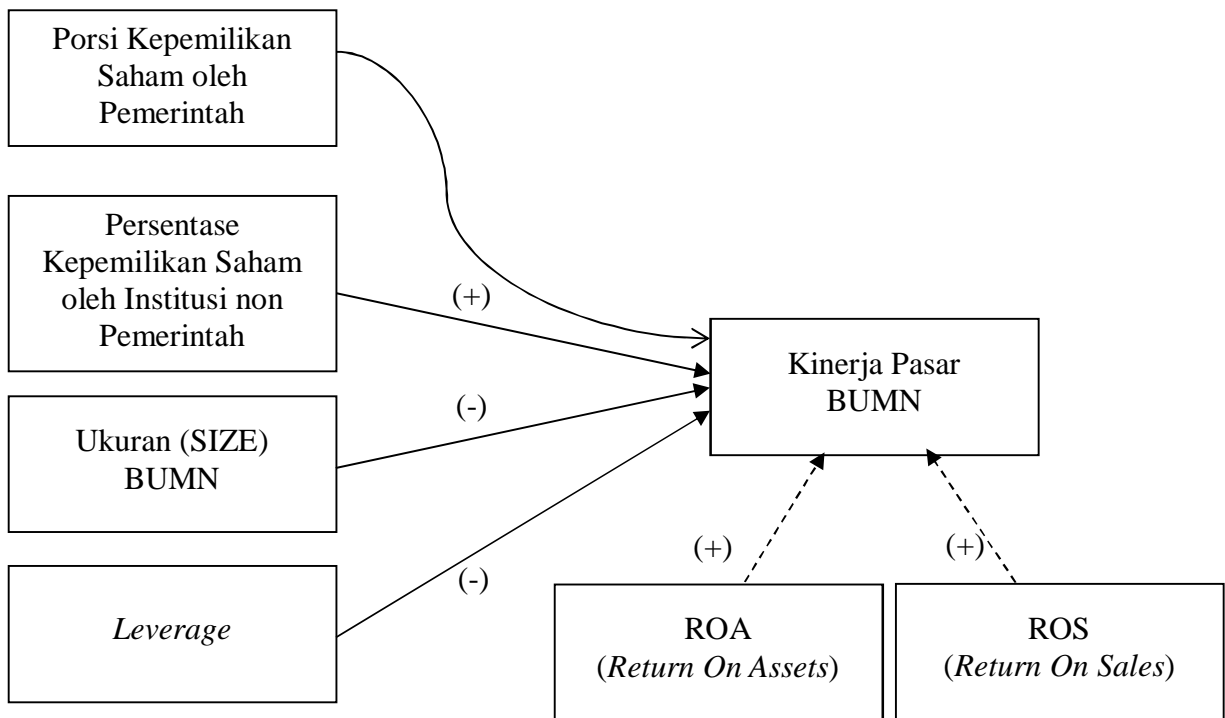 Porsi Kepemilikan
Saham oleh
Pemerintah
Persentase
Kepemilikan Saham
oleh Institusi non
Pemerintah
(+)
Kinerja Pasar
BUMN
Ukuran (SIZE)
BUMN
(-)
Leverage
(-)
(+)
(+)
ROA
(Return On Assets)
ROS
(Return On Sales)